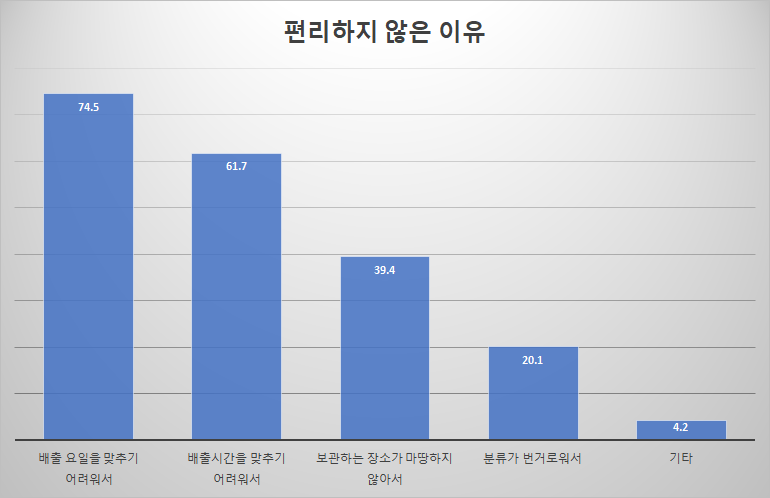 편리하지 않은 이유
74.5
61.7
39.4
20.1
4.2
배출 요일을 맞추기
어려워서
배출시간을 맞추기
어려워서
보관하는 장소가 마땅하지
않아서
분류가 번거로워서
기타